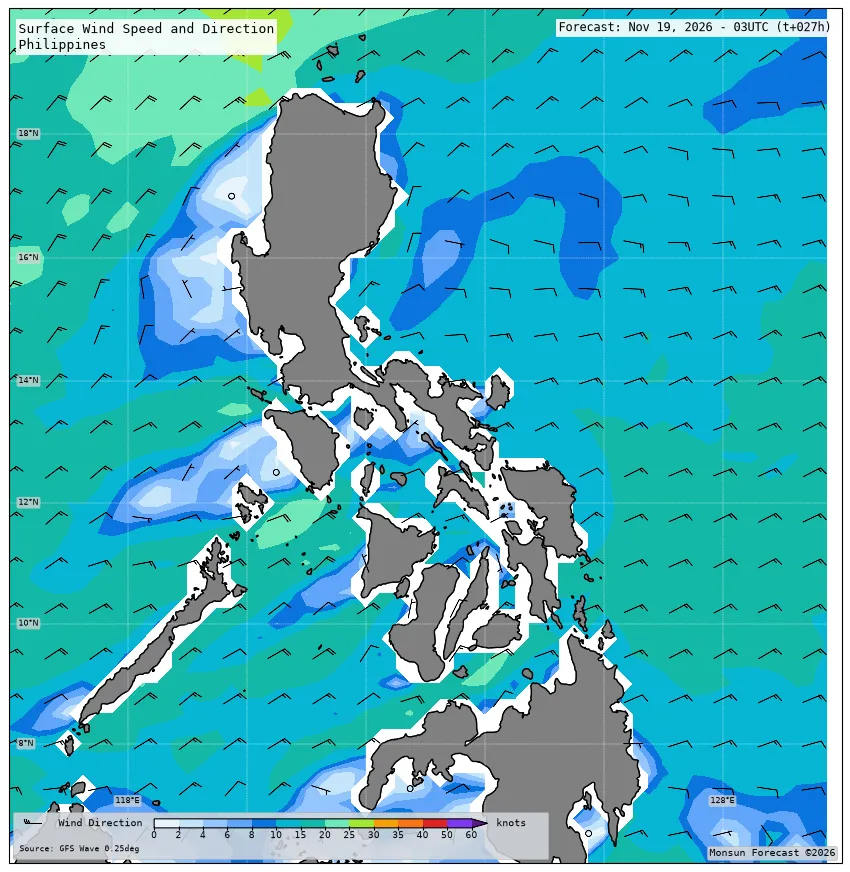 Surface Wind Speed and Direction
Philippines
Forecast: Nov 19, 2026 - 03UTC (t+027h)
18°N
16°N
14°N
12°N
10°N
8°N
118°E
128°E
Wind Direction
0 2 4 6 8 10 15 20 25 30 35 40 50 60
knots
Source: GFS Wave 0.25deg
Monsun Forecast ©2026